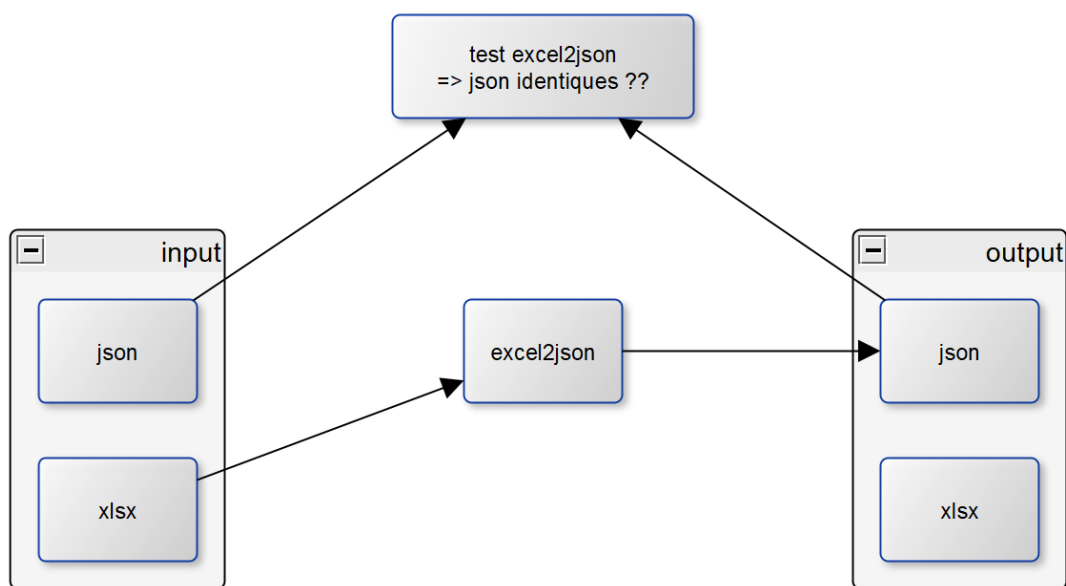 test excel2json
=> json identiques ??
input
output
json
excel2json
json
xlsx
xlsx